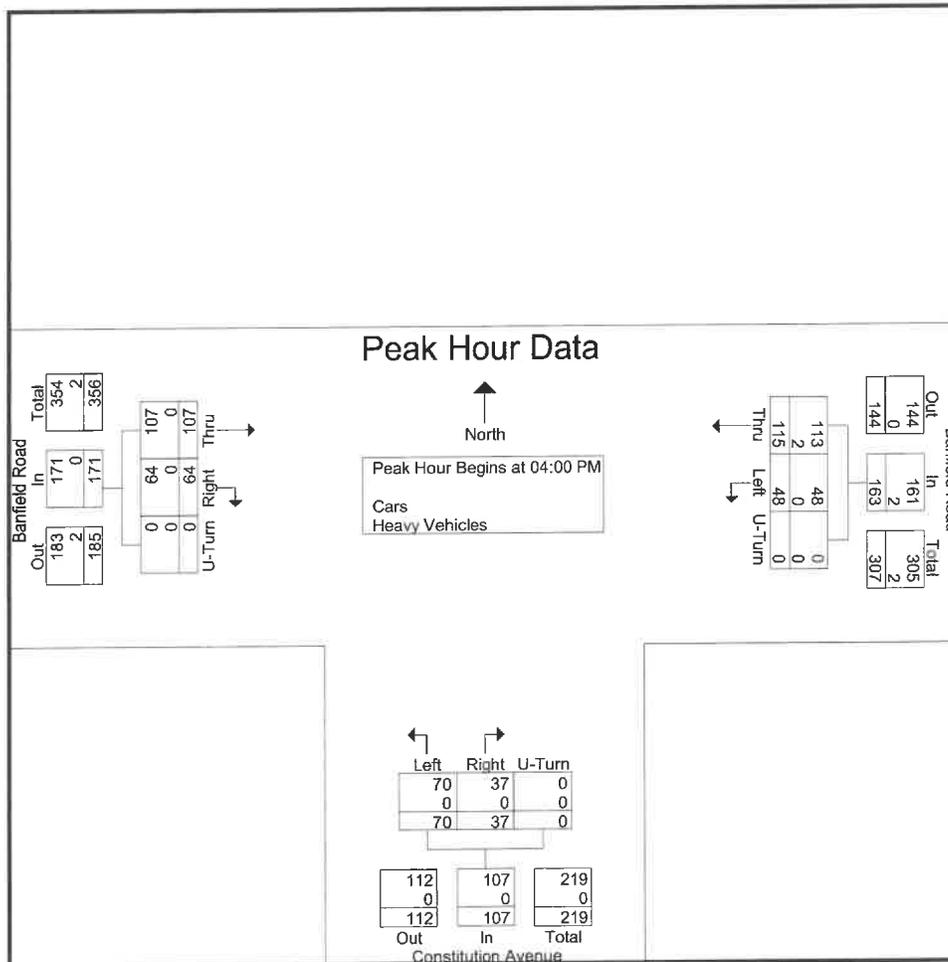 Peak Hour Data
North
Peak Hour Begins at 04:00 PM
Cars
Heavy Vehicles
Banfield Road
Out In Total
183 171 354
2 0 2
185 171 356
Thru Right U-Turn
107 64 0
0 0 0
107 64 0
Out In Total
144 161 305
0 2 2
144 163 307
Thru Left U-Turn
113 48 0
2 0 0
115 48 0
Left Right U-Turn
70 37 0
0 0 0
70 37 0
112 107 219
0 0 0
112 107 219
Out In Total
Constitution Avenue